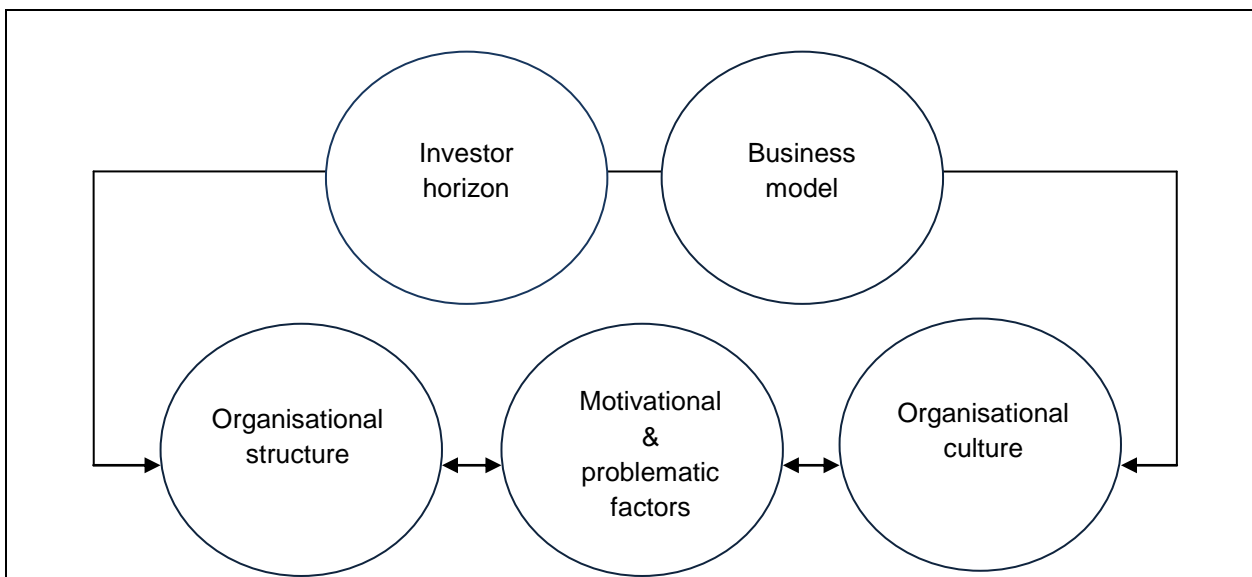 Investor
horizon
Business
model
Organisational
structure
Motivational
&
problematic
factors
Organisational
culture